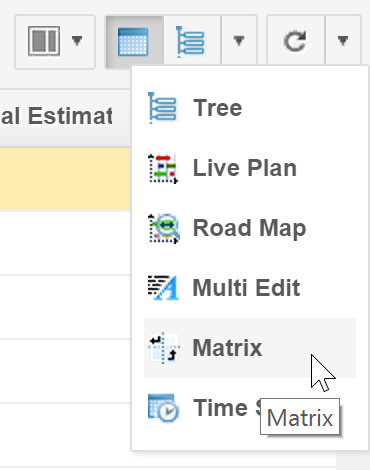 al Estimat
Tree
Live Plan
Road Map
Multi Edit
Matrix
Time S
Matrix